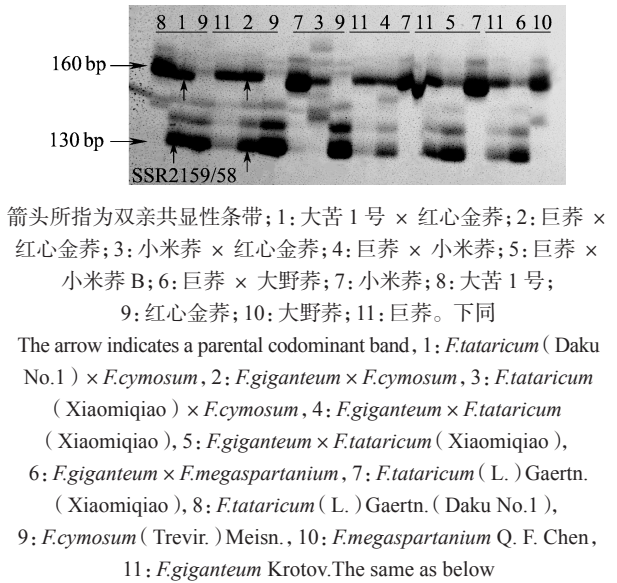 8 1 9 11 2 9 7 3 9 11 4 7 11 5 7 11 6 10
160 bp
130 bp
SSR2159/58
箭头所指为双亲共显性条带；1：大苦 1 号 × 红心金荞；2：巨荞 ×
红心金荞；3：小米荞 × 红心金荞；4：巨荞 × 小米荞；5：巨荞 ×
小米荞 B；6：巨荞 × 大野荞；7：小米荞；8：大苦 1 号；
9：红心金荞；10：大野荞；11：巨荞。下同
The arrow indicates a parental codominant band，1：F.tataricum（Daku
No.1）× F.cymosum，2：F.giganteum × F.cymosum，3：F.tataricum
（Xiaomiqiao）× F.cymosum，4：F.giganteum × F.tataricum
（Xiaomiqiao），5：F.giganteum × F.tataricum（Xiaomiqiao），
6：F.giganteum × F.megaspartanium，7：F.tataricum（L.）Gaertn.
（Xiaomiqiao），8：F.tataricum（L.）Gaertn.（Daku No.1），
9：F.cymosum（Trevir.）Meisn.，10：F.megaspartanium Q. F. Chen，
11：F.giganteum Krotov.The same as below